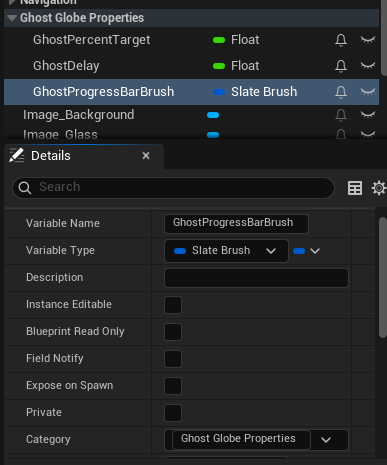 Navigation
Ghost Globe Properties
GhostPercentTarget Float
GhostDelay Float
GhostProgressBarBrush Slate Brush
Image_Background
Image_Glass
Details ×
Search
Variable Name GhostProgressBarBrush
Variable Type Slate Brush
Description
Instance Editable
Blueprint Read Only
Field Notify
Expose on Spawn
Private
Category Ghost Globe Properties